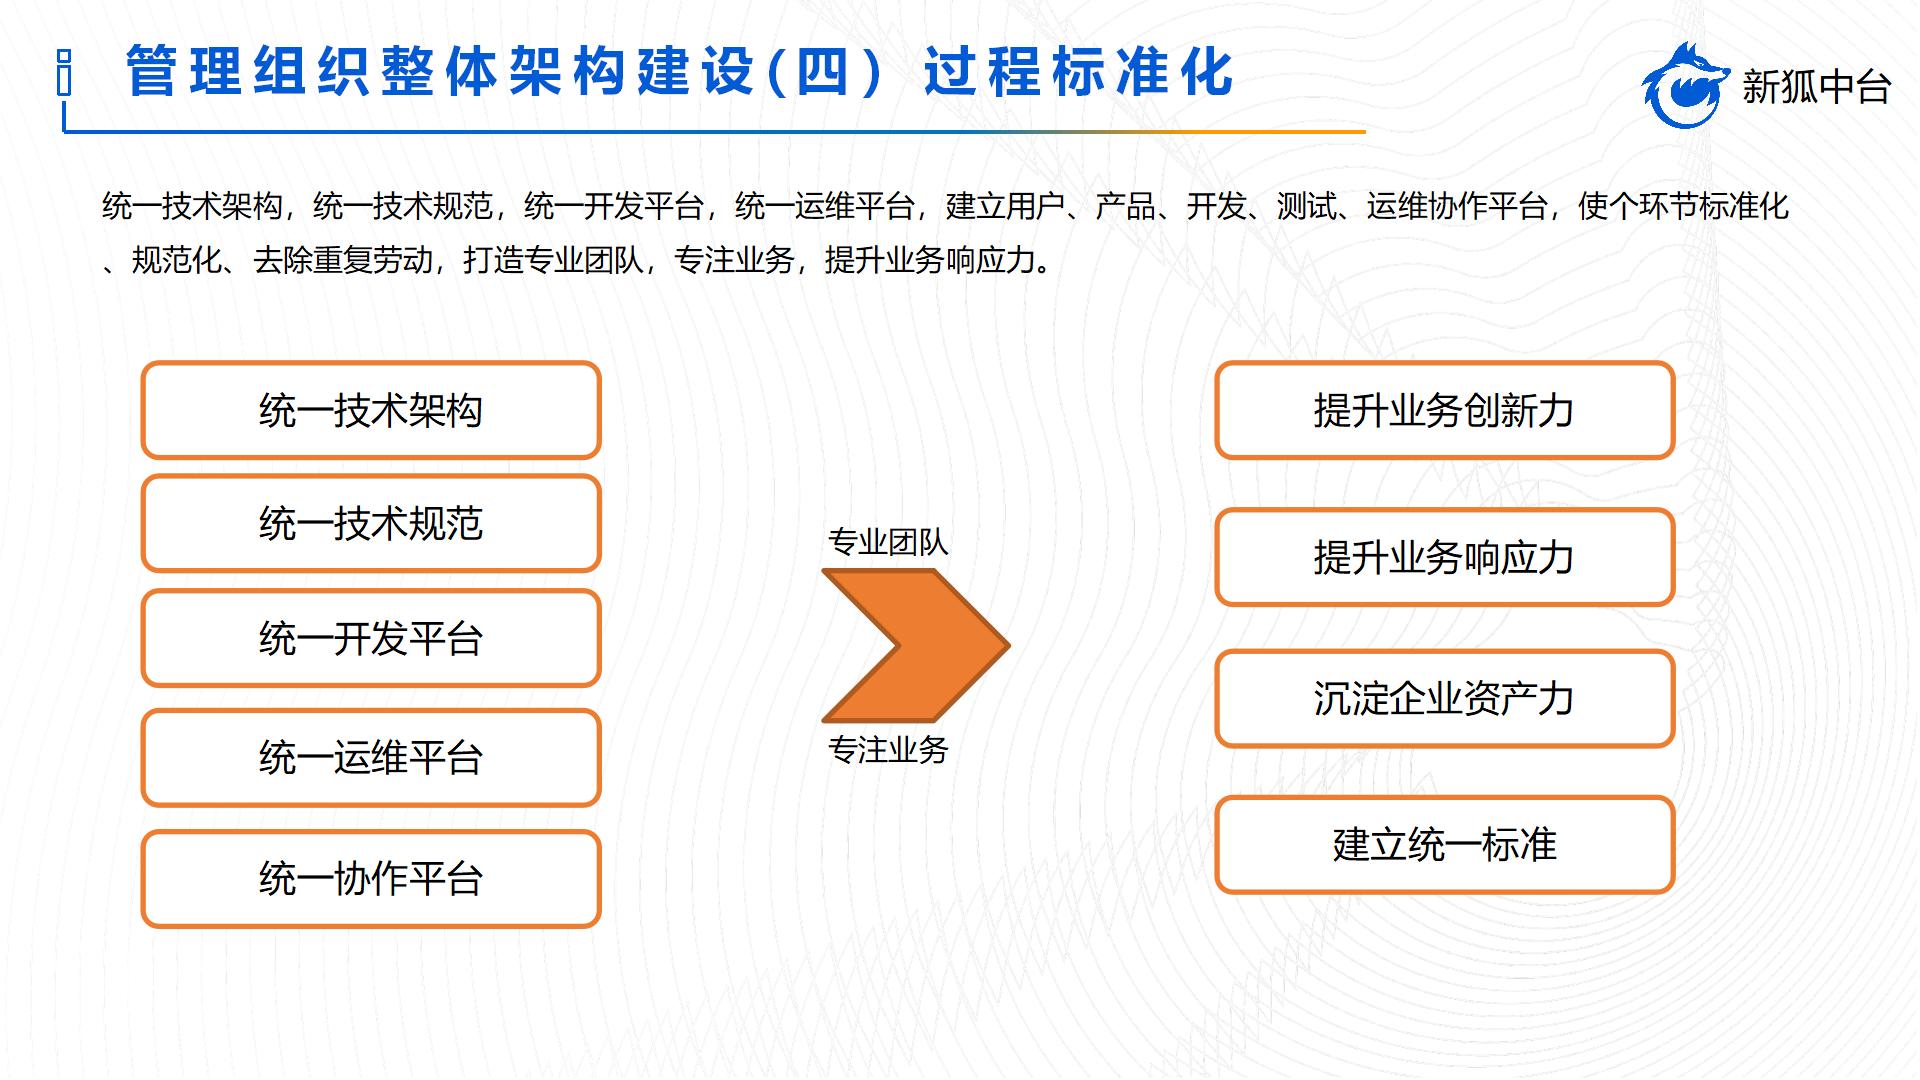 管理组织整体架构建设(四) 过程标准化
新狐中台
统一技术架构，统一技术规范，统一开发平台，统一运维平台，建立用户、产品、开发、测试、运维协作平台，使个环节标准化
、规范化、去除重复劳动，打造专业团队，专注业务，提升业务响应力。
统一技术架构
统一技术规范
统一开发平台
统一运维平台
统一协作平台
专业团队
专注业务
提升业务创新力
提升业务响应力
沉淀企业资产力
建立统一标准